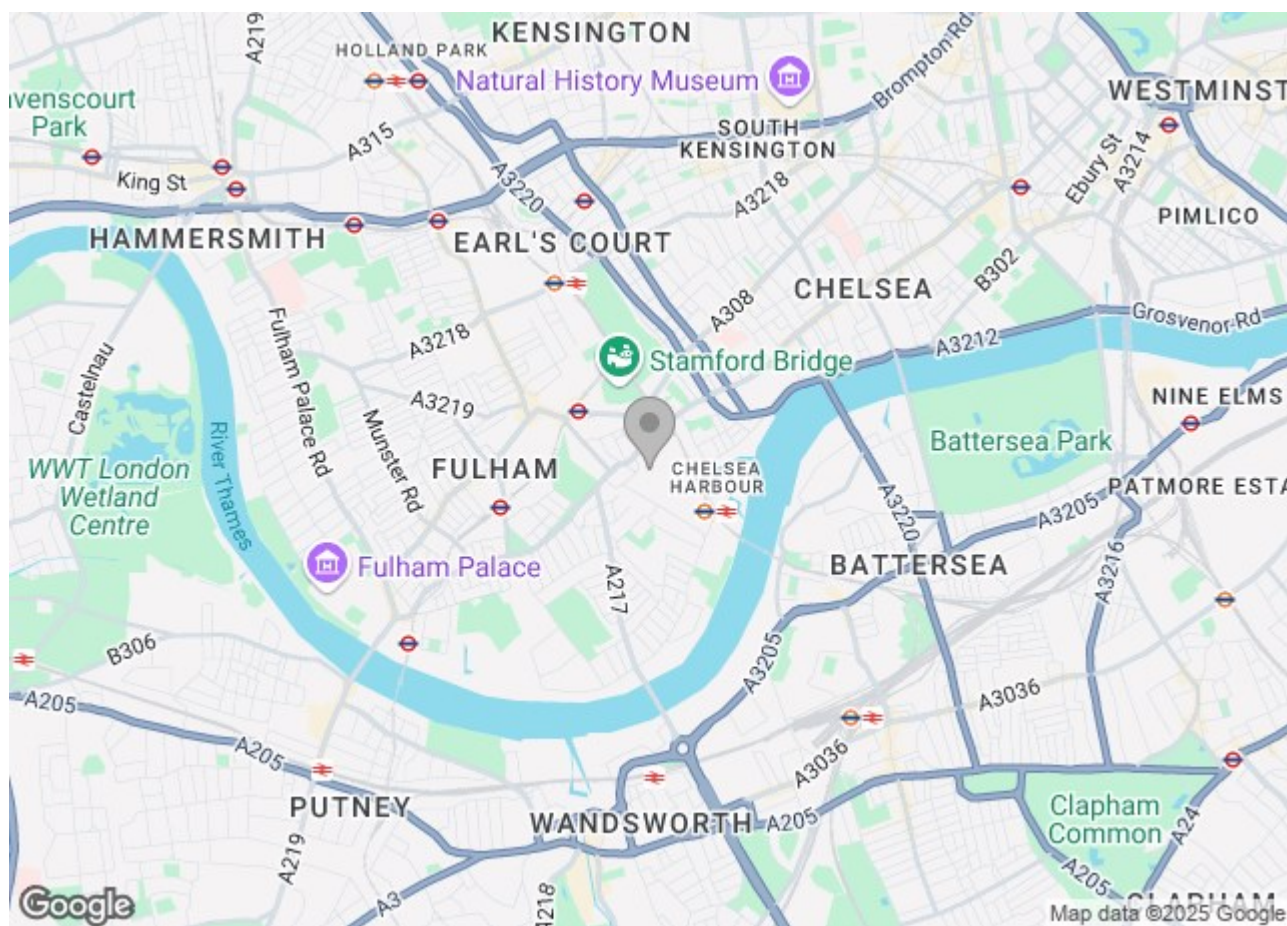 KENSINGTON
HOLLAND PARK
A219
Natural History Museum
Brompton Rd
WESTMINST
avenscourt
Park
A315
SOUTH
KENSINGTON
Ebury St
A3214
King St
A3220
A3218
PIMLICO
HAMMERSMITH
EARL'S COURT
B302
CHELSEA
A308
Grosvenor Rd
A3212
Fulham Palace Rd
A3218
Castelnau
Stamford Bridge
A3219
Munster Rd
NINE ELMS
River Thames
Battersea Park
WWT London
Wetland
Centre
FULHAM
CHELSEA
HARBOUR
PATMORE ESTA
A3220
A3205
Fulham Palace
A217
BATTERSEA
A3216
B306
A3205
A205
A3036
A205
A3036
PUTNEY
WANDSWORTH
A205
Clapham
Common
A24
A219
A3
A3218
A205
CLAPHAM
Google
Map data ©2025 Google